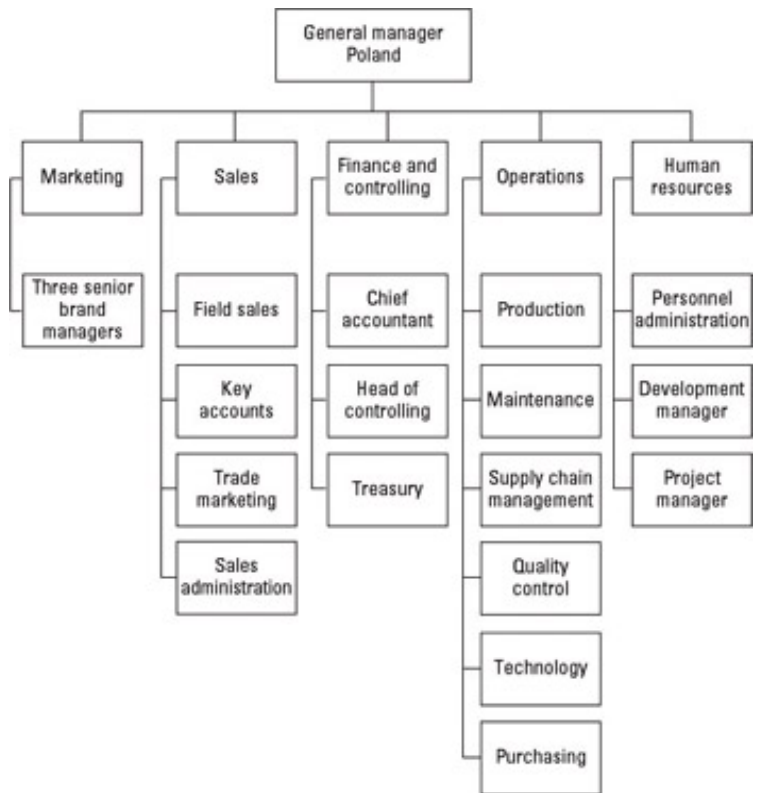 General manager
Poland
Marketing
Sales
Finance and
controlling
Operations
Human
resources
Three senior
brand
managers
Field sales
Chief
accountant
Production
Personnel
administration
Key
accounts
Head of
controlling
Maintenance
Development
manager
Trade
marketing
Treasury
Supply chain
management
Project
manager
Sales
administration
Quality
control
Technology
Purchasing